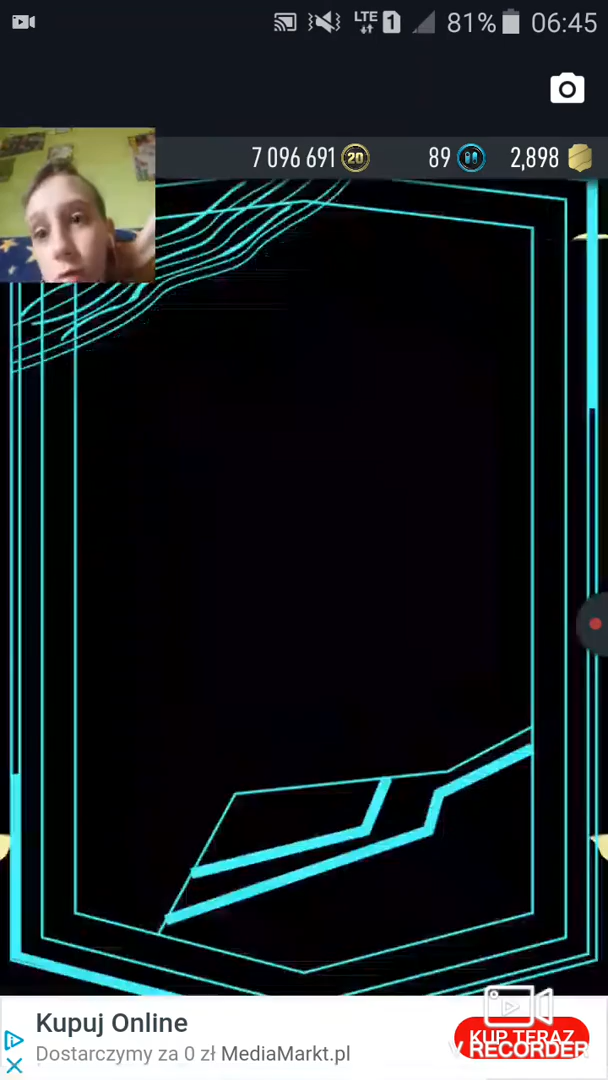 LTE 1 81% 06:45
7 096 691 20 89 2,898
Kupuj Online
Dostarczymy za 0 zł MediaMarkt.pl
KUP TERAZ
V RECORDER